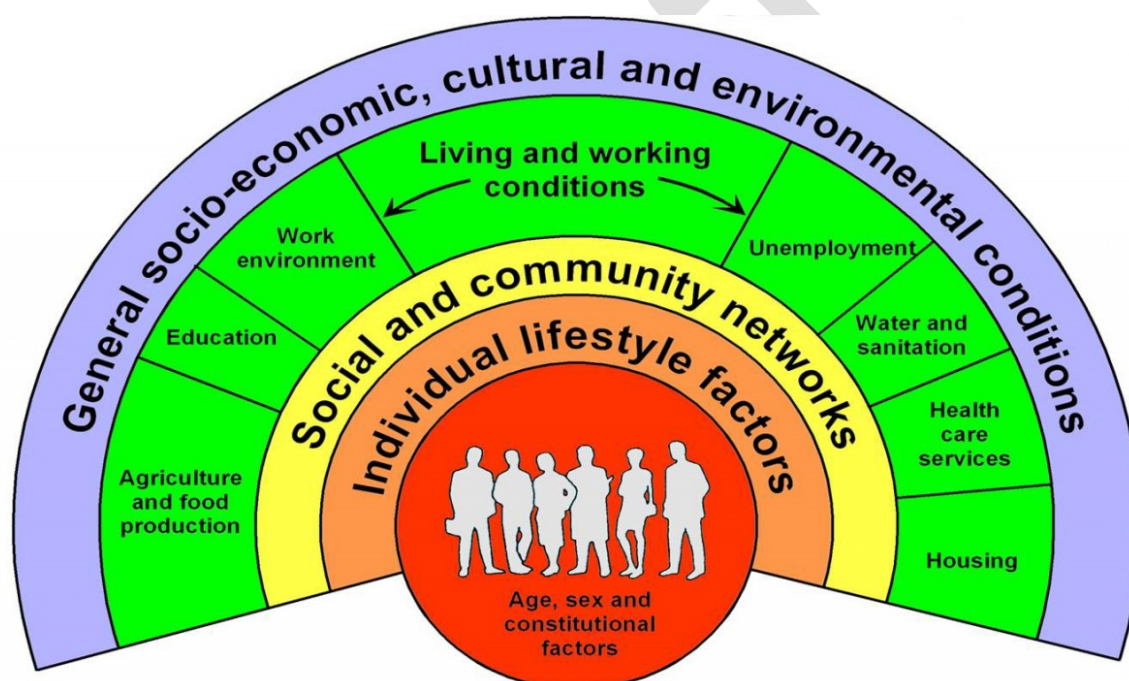 General socio-economic, cultural and environmental conditions
Living and working
conditions
Work
environment
Unemployment
Education
Water and
sanitation
Agriculture
and food
production
Health
care
services
Housing
Social and community networks
Individual lifestyle factors
Age, sex and
constitutional
factors